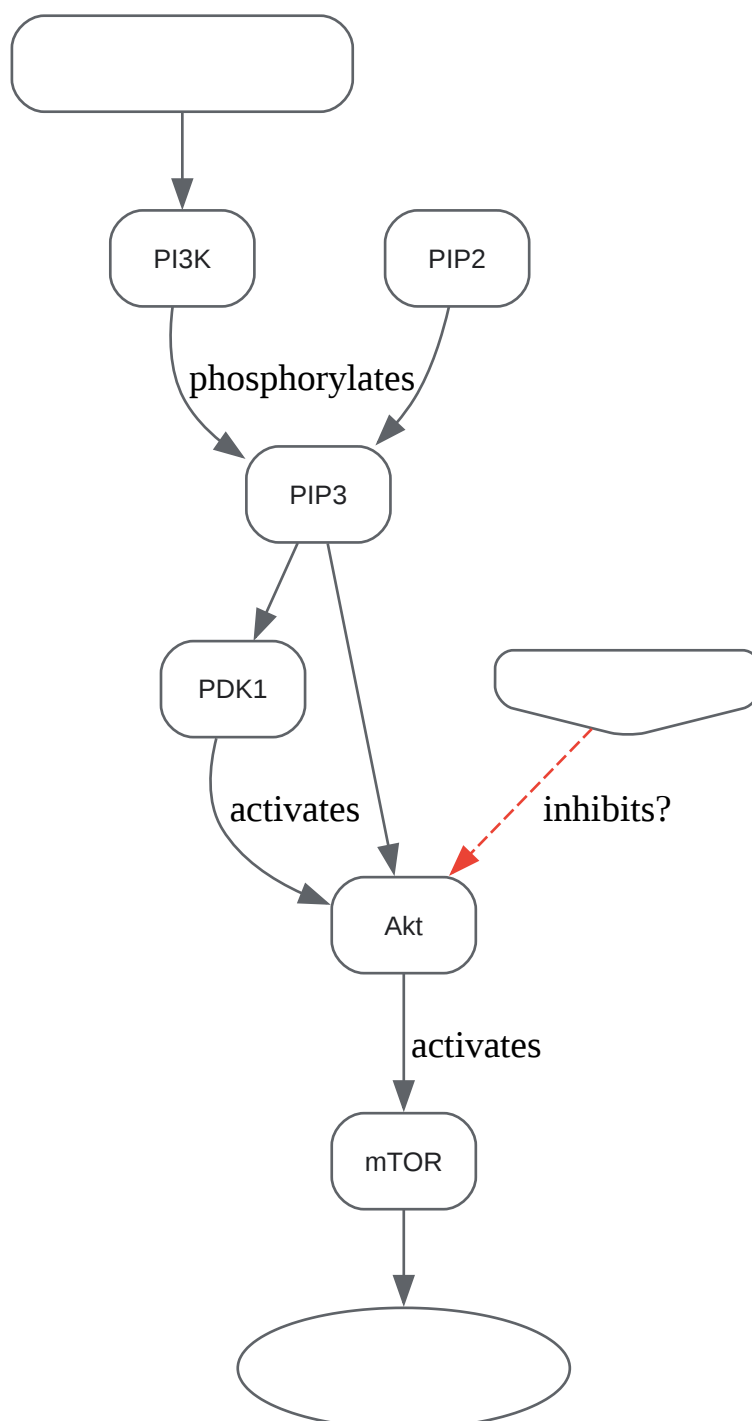 PI3K
PIP2
phosphorylates
PIP3
PDK1
activates
inhibits?
Akt
activates
mTOR